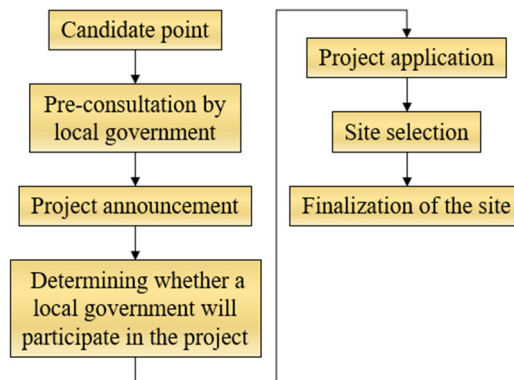 Candidate point
Pre-consultation by
local government
Project announcement
Determining whether a
local government will
participate in the project
Project application
Site selection
Finalization of the site